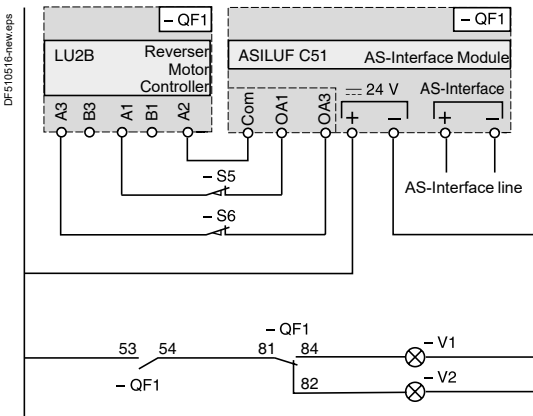 DF510516-new.eps
– QF1
– QF1
LU2B
Reverser
Motor
Controller
ASILUF C51
AS-Interface Module
A3
B3
A1
B1
A2
Com
OA1
OA3
24 V
+
–
AS-Interface
+
–
AS-Interface line
– S5
– S6
– QF1
53
54
81
84
– V1
– QF1
82
– V2